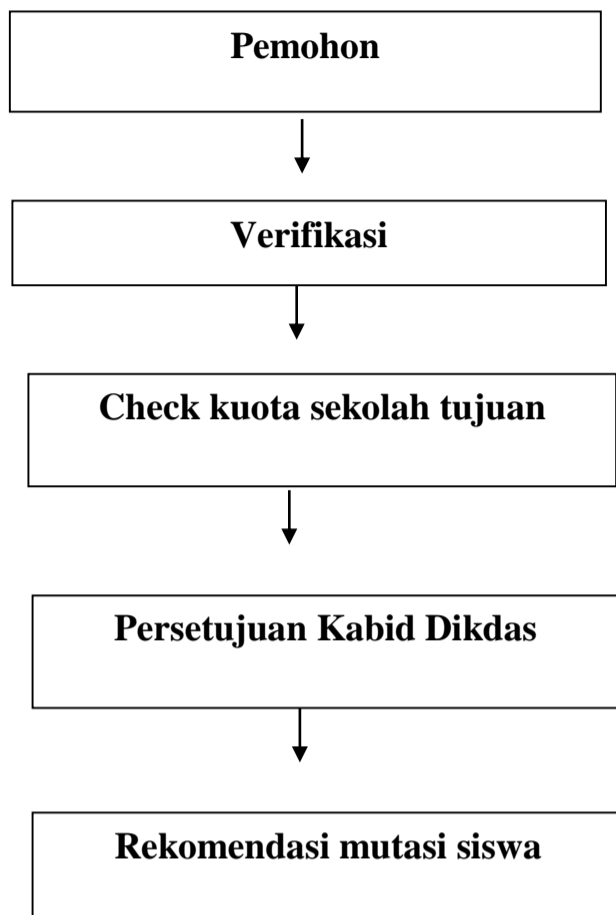 Pemohon
Verifikasi
Check kuota sekolah tujuan
Persetujuan Kabid Dikdas
Rekomendasi mutasi siswa